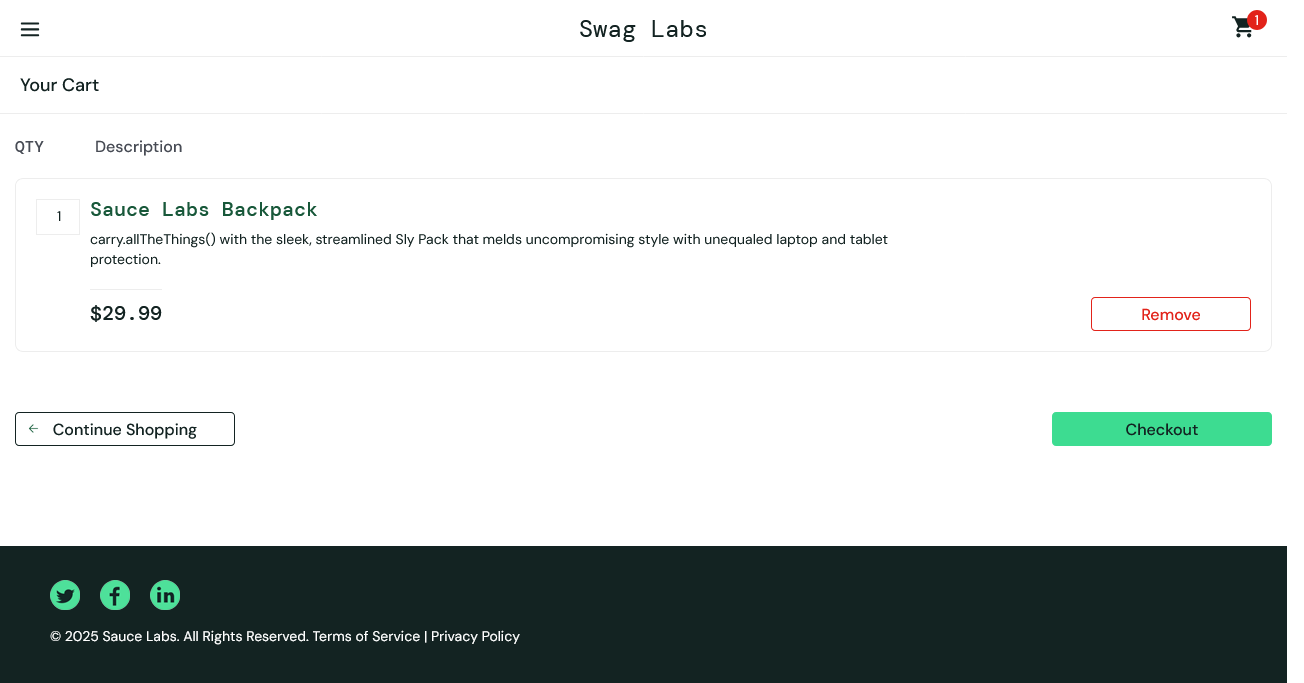 Swag Labs
1
Your Cart
QTY Description
1
Sauce Labs Backpack
carry.allTheThings() with the sleek, streamlined Sly Pack that melds uncompromising style with unequaled laptop and tablet
protection.
$29.99
Remove
Continue Shopping
Checkout
© 2025 Sauce Labs. All Rights Reserved. Terms of Service | Privacy Policy